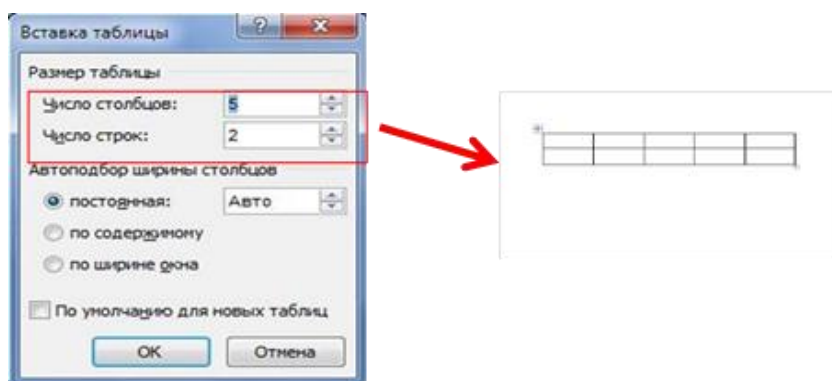 Вставка таблицы
Размер таблицы
Число столбцов: 5
Число строк: 2
Автоподбор ширины столбцов
постоянная: Авто
по содержимому
по ширине окна
По умолчанию для новых таблиц
ОК Отмена